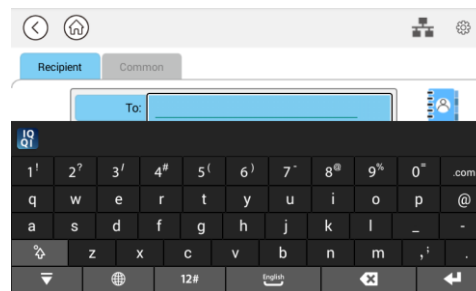 Recipient Common
To:
IQ
QI
1! 2? 3/ 4# 5( 6) 7- 8@ 9% 0" .com
q w e r t y u i o p @
a s d f g h j k l _ -
z x c v b n m ,; .
12# English